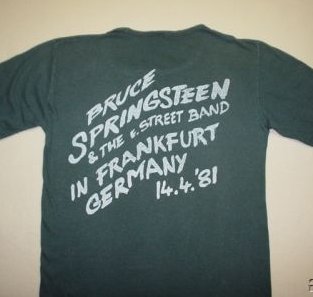 BRUCE
SPRINGSTEEN
& THE E. STREET BAND
IN FRANKFURT
GERMANY
14.4.'81